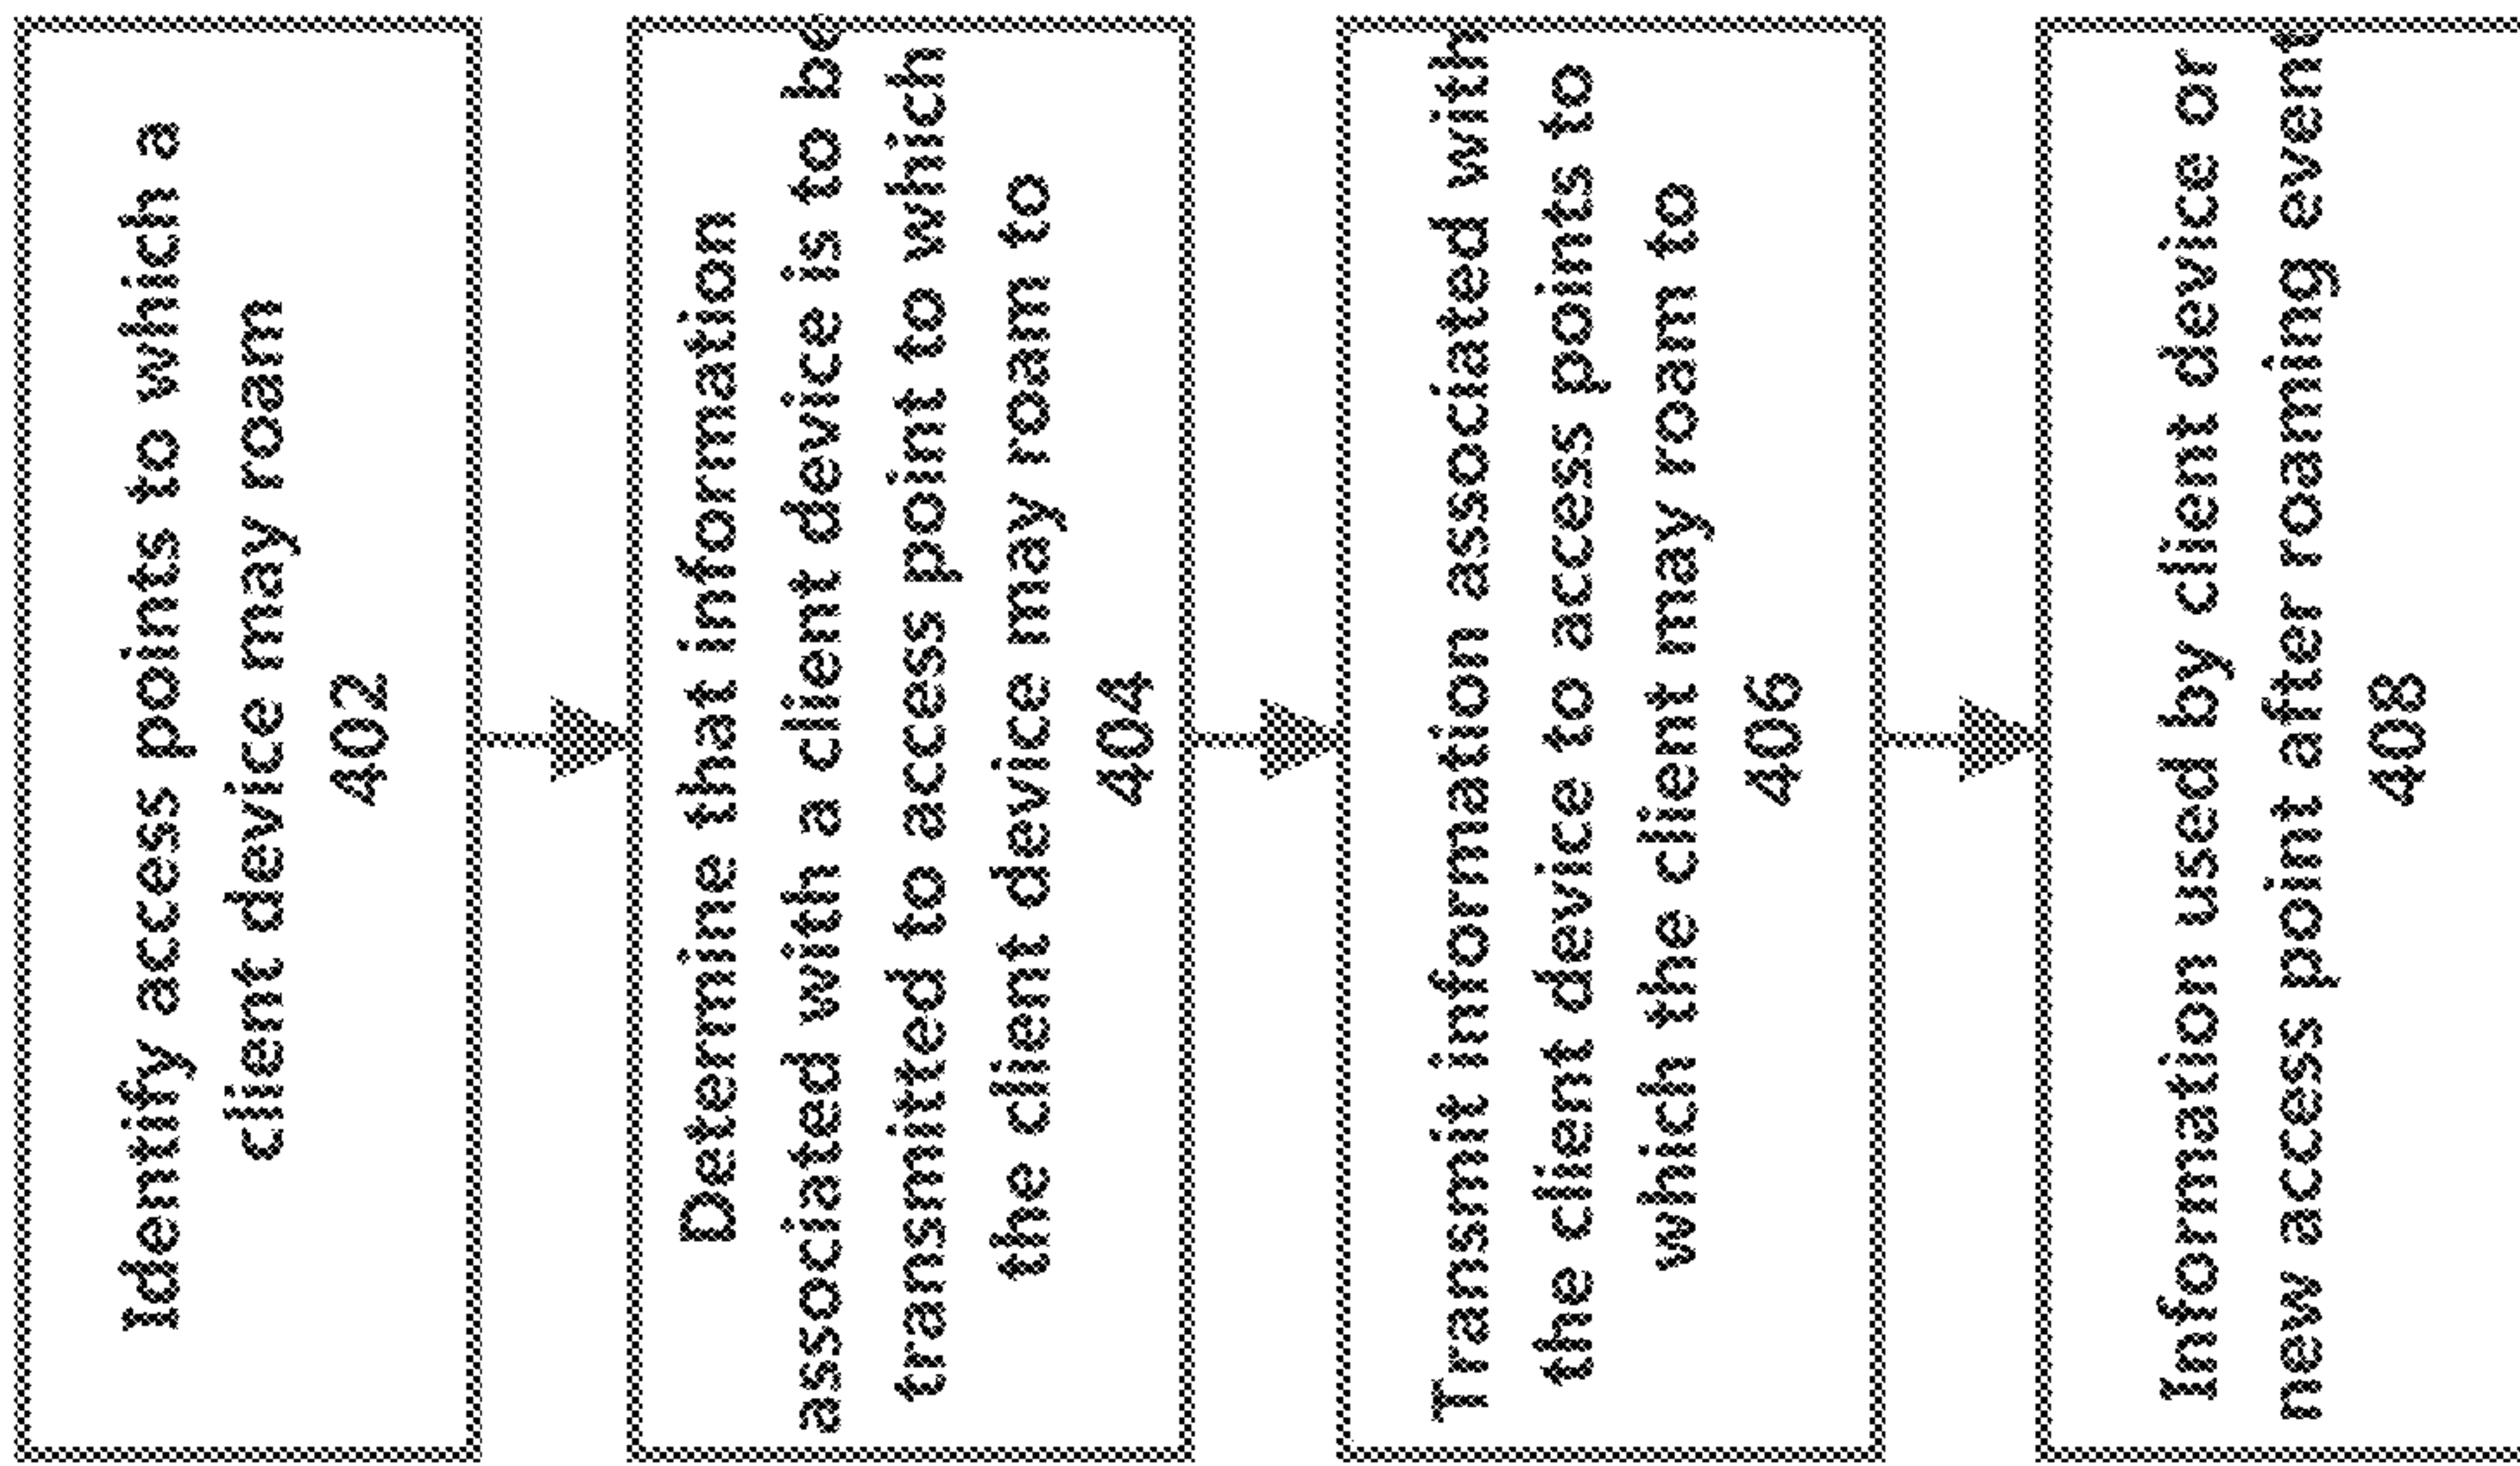 Identify access points to which a
client device may roam
402
Determine that information
associated with a client device is to be
transmitted to access point to which
the client device may roam to
404
Transmit information associated with
the client device to access points to
which the client may roam to
406
Information used by client device or
new access point after roaming event
408